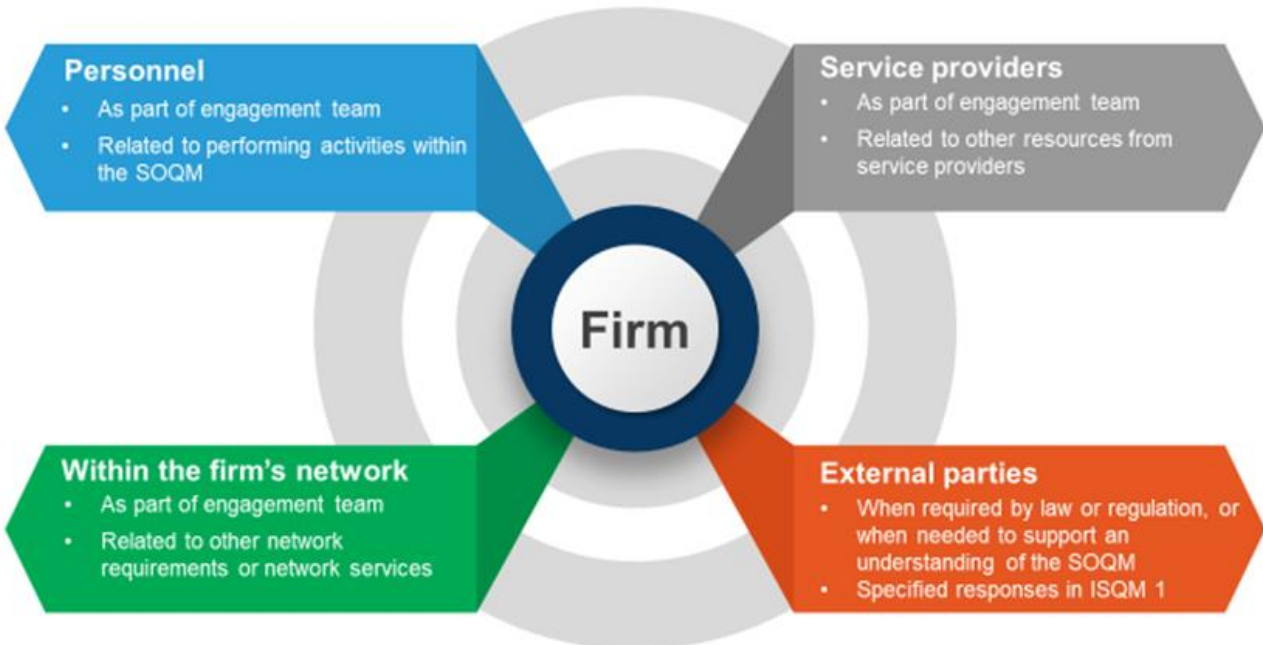 Personnel
• As part of engagement team
• Related to performing activities within
the SOQM
Service providers
• As part of engagement team
• Related to other resources from
service providers
Firm
Within the firm's network
• As part of engagement team
• Related to other network
requirements or network services
External parties
• When required by law or regulation, or
when needed to support an
understanding of the SOQM
• Specified responses in ISQM 1